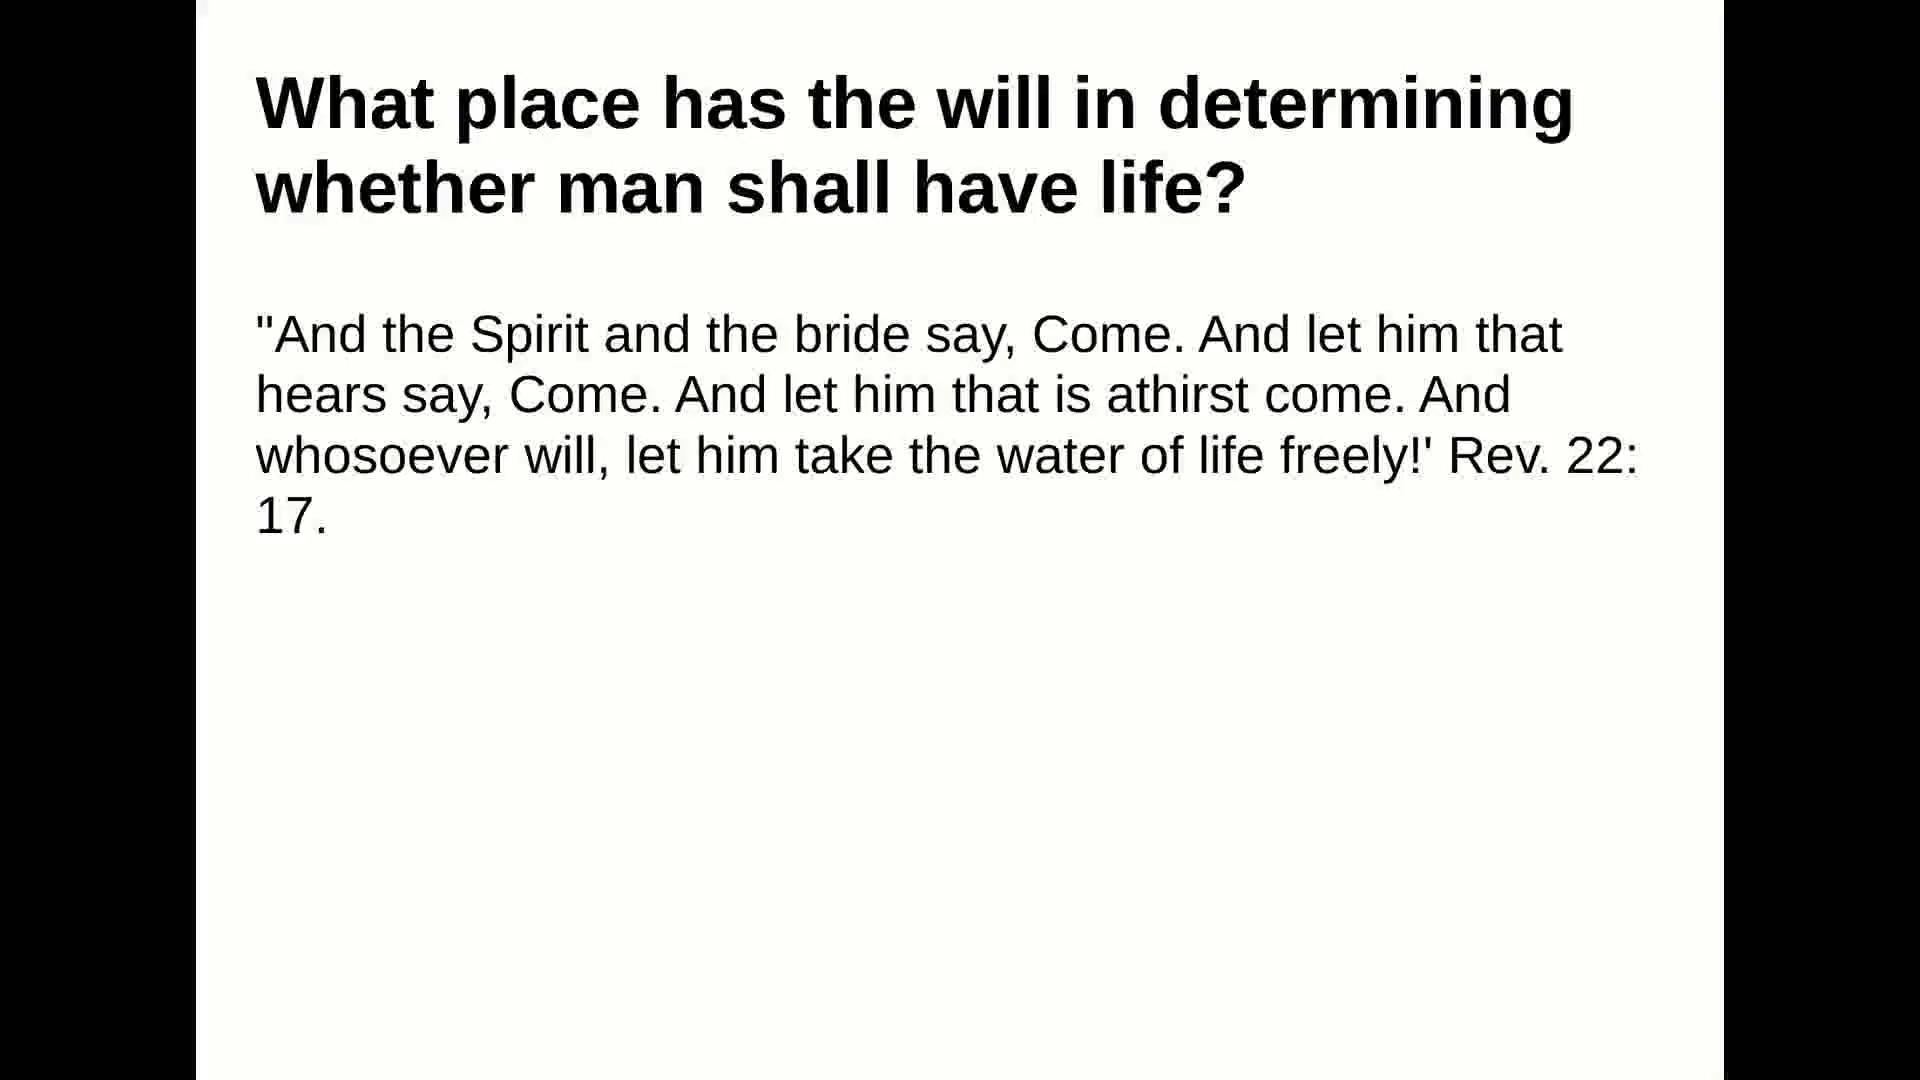 What place has the will in determining
whether man shall have life?
"And the Spirit and the bride say, Come. And let him that
hears say, Come. And let him that is athirst come. And
whosoever will, let him take the water of life freely!' Rev. 22:
17.